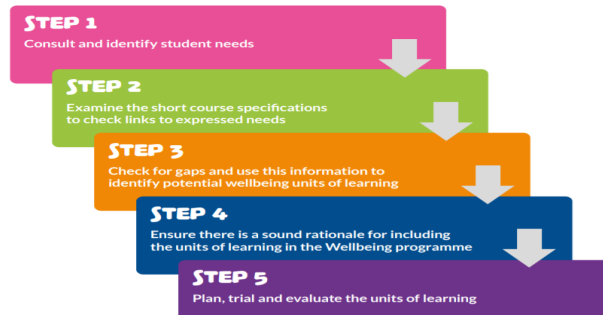 STEP 1
Consult and identify student needs
STEP 2
Examine the short course specifications
to check links to expressed needs
STEP 3
Check for gaps and use this information to
identify potential wellbeing units of learning
STEP 4
Ensure there is a sound rationale for including
the units of learning in the Wellbeing programme
STEP 5
Plan, trial and evaluate the units of learning